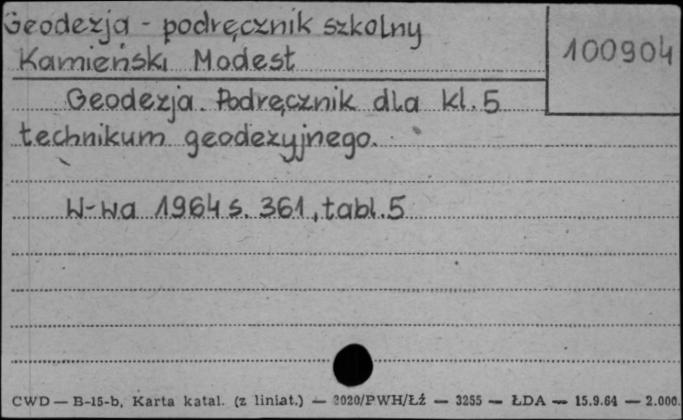 Geodezja - podręcznik szkolny
100904
Kamieński Modest
Geodezja. Podręcznik dla kl. 5
technikum geodezyjnego.
W-wa 1964 s. 361, tabl. 5
CWD — B-15-b, Karta katal. (z liniat.) — 2020/PWH/Łź — 3255 — ŁDA — 15.9.64 — 2.000.